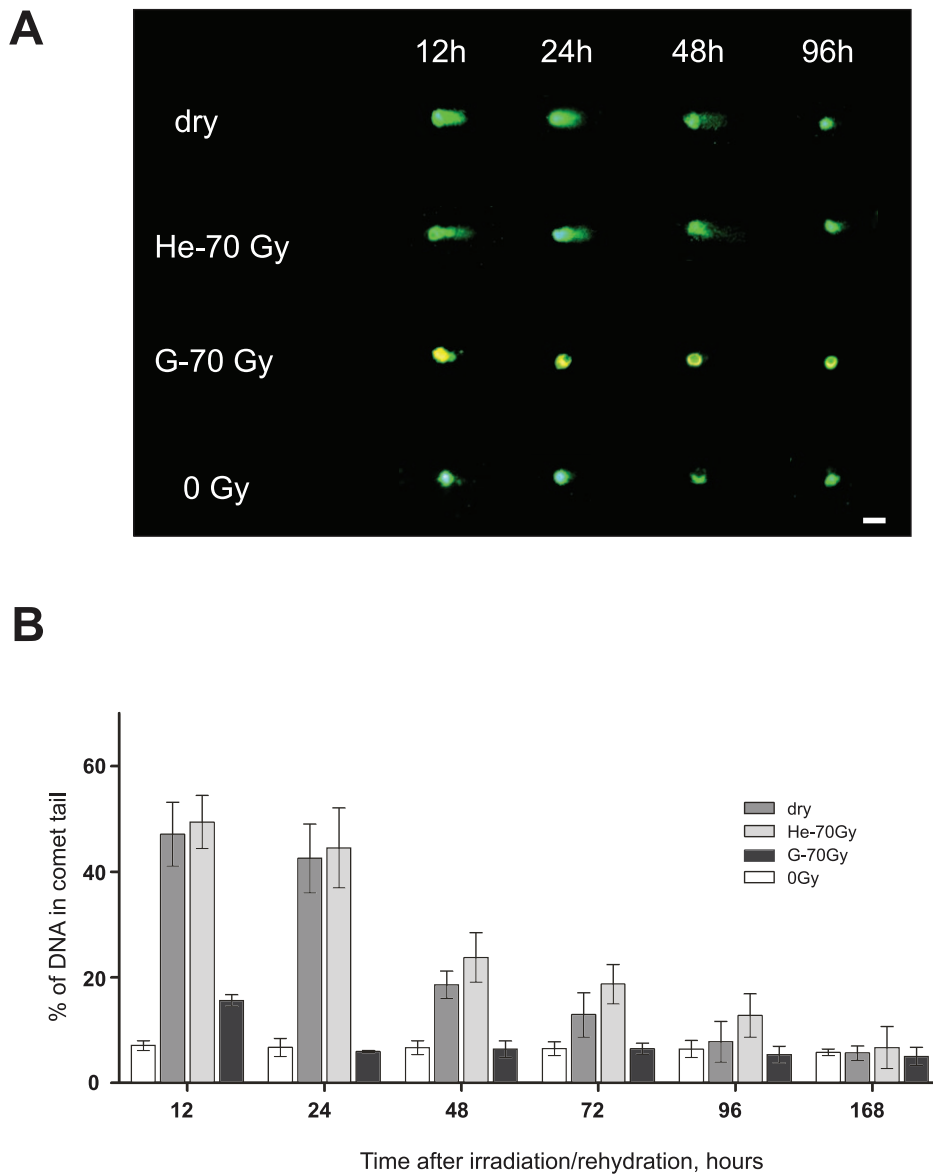 A
12h 24h 48h 96h
dry
He-70 Gy
G-70 Gy
0 Gy
B
% of DNA in comet tail
60
40
20
0
dry
He-70Gy
G-70Gy
0Gy
12 24 48 72 96 168
Time after irradiation/rehydration, hours